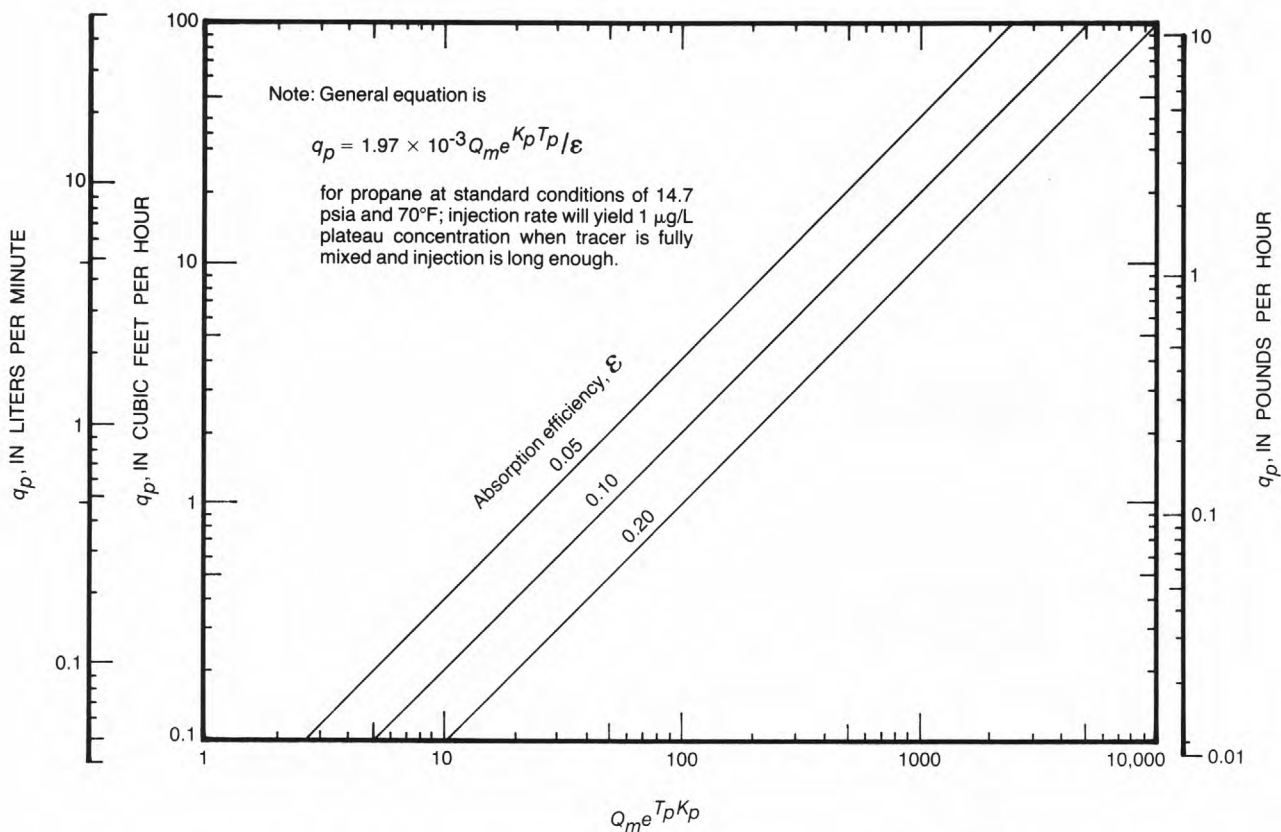 q_p, IN LITERS PER MINUTE
10
1
0.1
q_p, IN CUBIC FEET PER HOUR
100
10
1
0.1
Note: General equation is
q_p = 1.97 × 10^-3 Q_m e^{K_p T_p}/ε
for propane at standard conditions of 14.7
psia and 70°F; injection rate will yield 1 µg/L
plateau concentration when tracer is fully
mixed and injection is long enough.
Absorption efficiency, ε
0.05
0.10
0.20
1
10
100
1000
10,000
Q_m e^{T_p K_p}
10
1
0.1
0.01
q_p, IN POUNDS PER HOUR